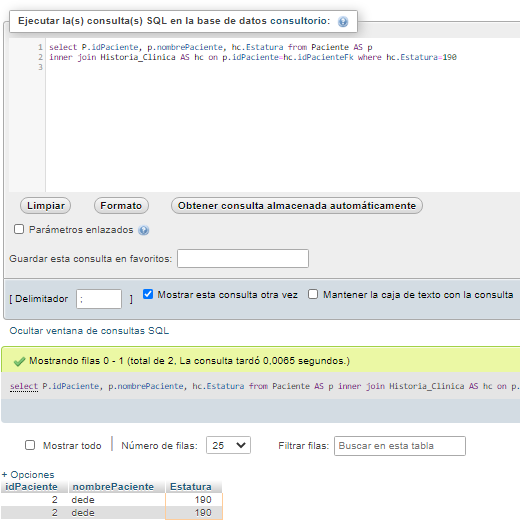 Ejecutar la(s) consulta(s) SQL en la base de datos consultorio:
1 select P.idPaciente, p.nombrePaciente, hc.Estatura from Paciente AS p
2 inner join Historia_Clinica AS hc on p.idPaciente=hc.idPacienteFk where hc.Estatura=190
3
Limpiar Formato Obtener consulta almacenada automáticamente
Parámetros enlazados
Guardar esta consulta en favoritos:
[ Delimitador ; ] Mostrar esta consulta otra vez Mantener la caja de texto con la consulta
Ocultar ventana de consultas SQL
Mostrando filas 0 - 1 (total de 2, La consulta tardó 0,0065 segundos.)
select P.idPaciente, p.nombrePaciente, hc.Estatura from Paciente AS p inner join Historia_Clinica AS hc on p.
Mostrar todo Número de filas: 25 Filtrar filas: Buscar en esta tabla
+ Opciones
idPaciente nombrePaciente Estatura
2 dede 190
2 dede 190